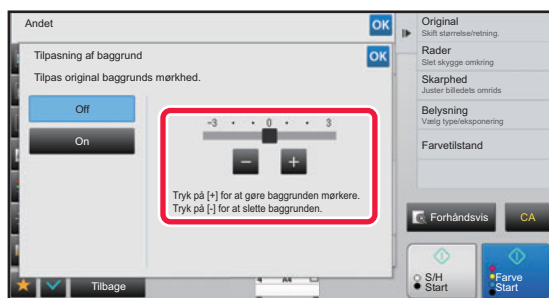 Andet
OK
Tilpasning af baggrund
OK
Tilpas original baggrunds mørkhed.
Off
On
-3 • • 0 • • 3
− +
Tryk på [+] for at gøre baggrunden mørkere.
Tryk på [-] for at slette baggrunden.
Tilbage
A4
Original
Skift størrelse/retning.
Rader
Slet skygge omkring
Skarphed
Juster billedets omrids
Belysning
Vælg type/eksponering
Farvetilstand
Forhåndsvis
CA
S/H
Start
Farve
Start